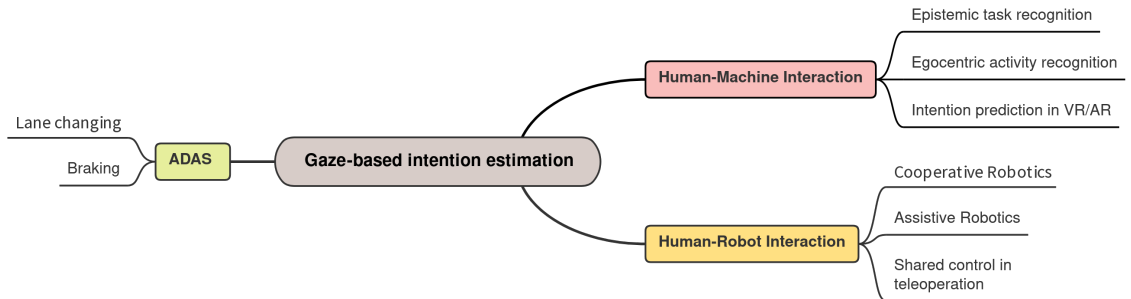 Epistemic task recognition
Egocentric activity recognition
Intention prediction in VR/AR
Human-Machine Interaction
Lane changing
Braking
ADAS
Gaze-based intention estimation
Human-Robot Interaction
Cooperative Robotics
Assistive Robotics
Shared control in
teleoperation